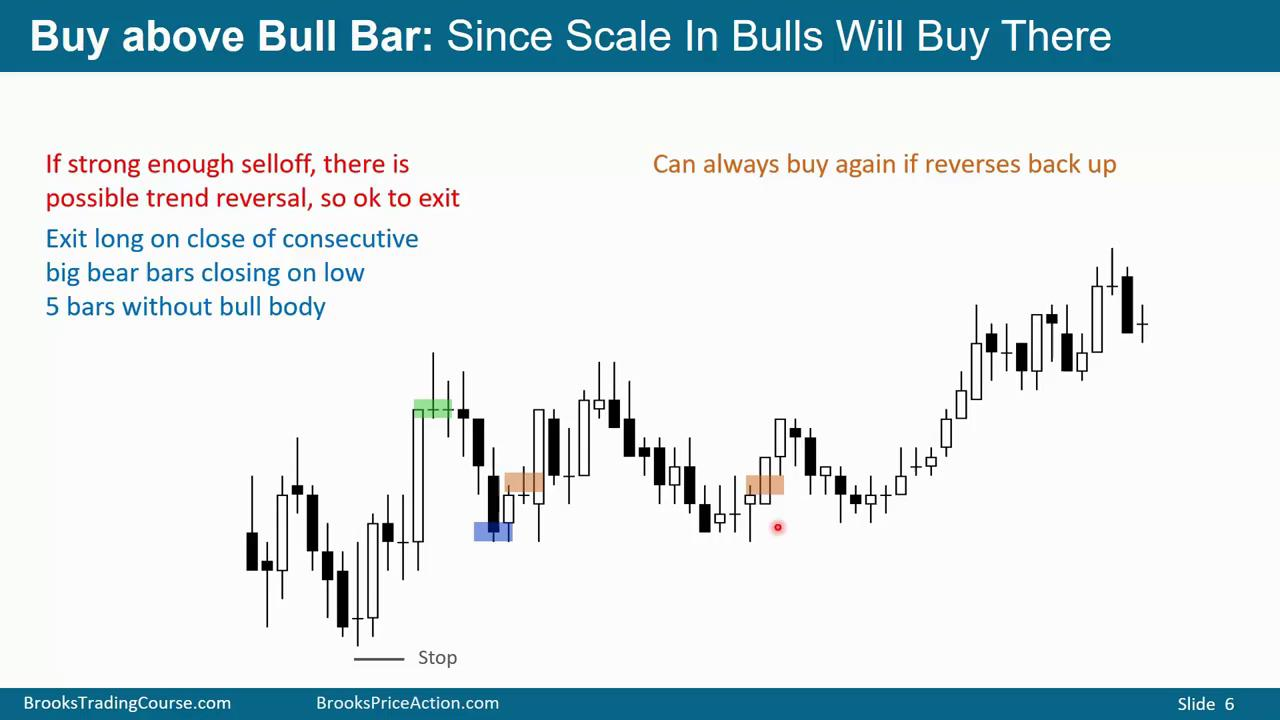 Buy above Bull Bar: Since Scale In Bulls Will Buy There
If strong enough selloff, there is
possible trend reversal, so ok to exit
Exit long on close of consecutive
big bear bars closing on low
5 bars without bull body
Can always buy again if reverses back up
Stop
BrooksTradingCourse.com
BrooksPriceAction.com
Slide 6